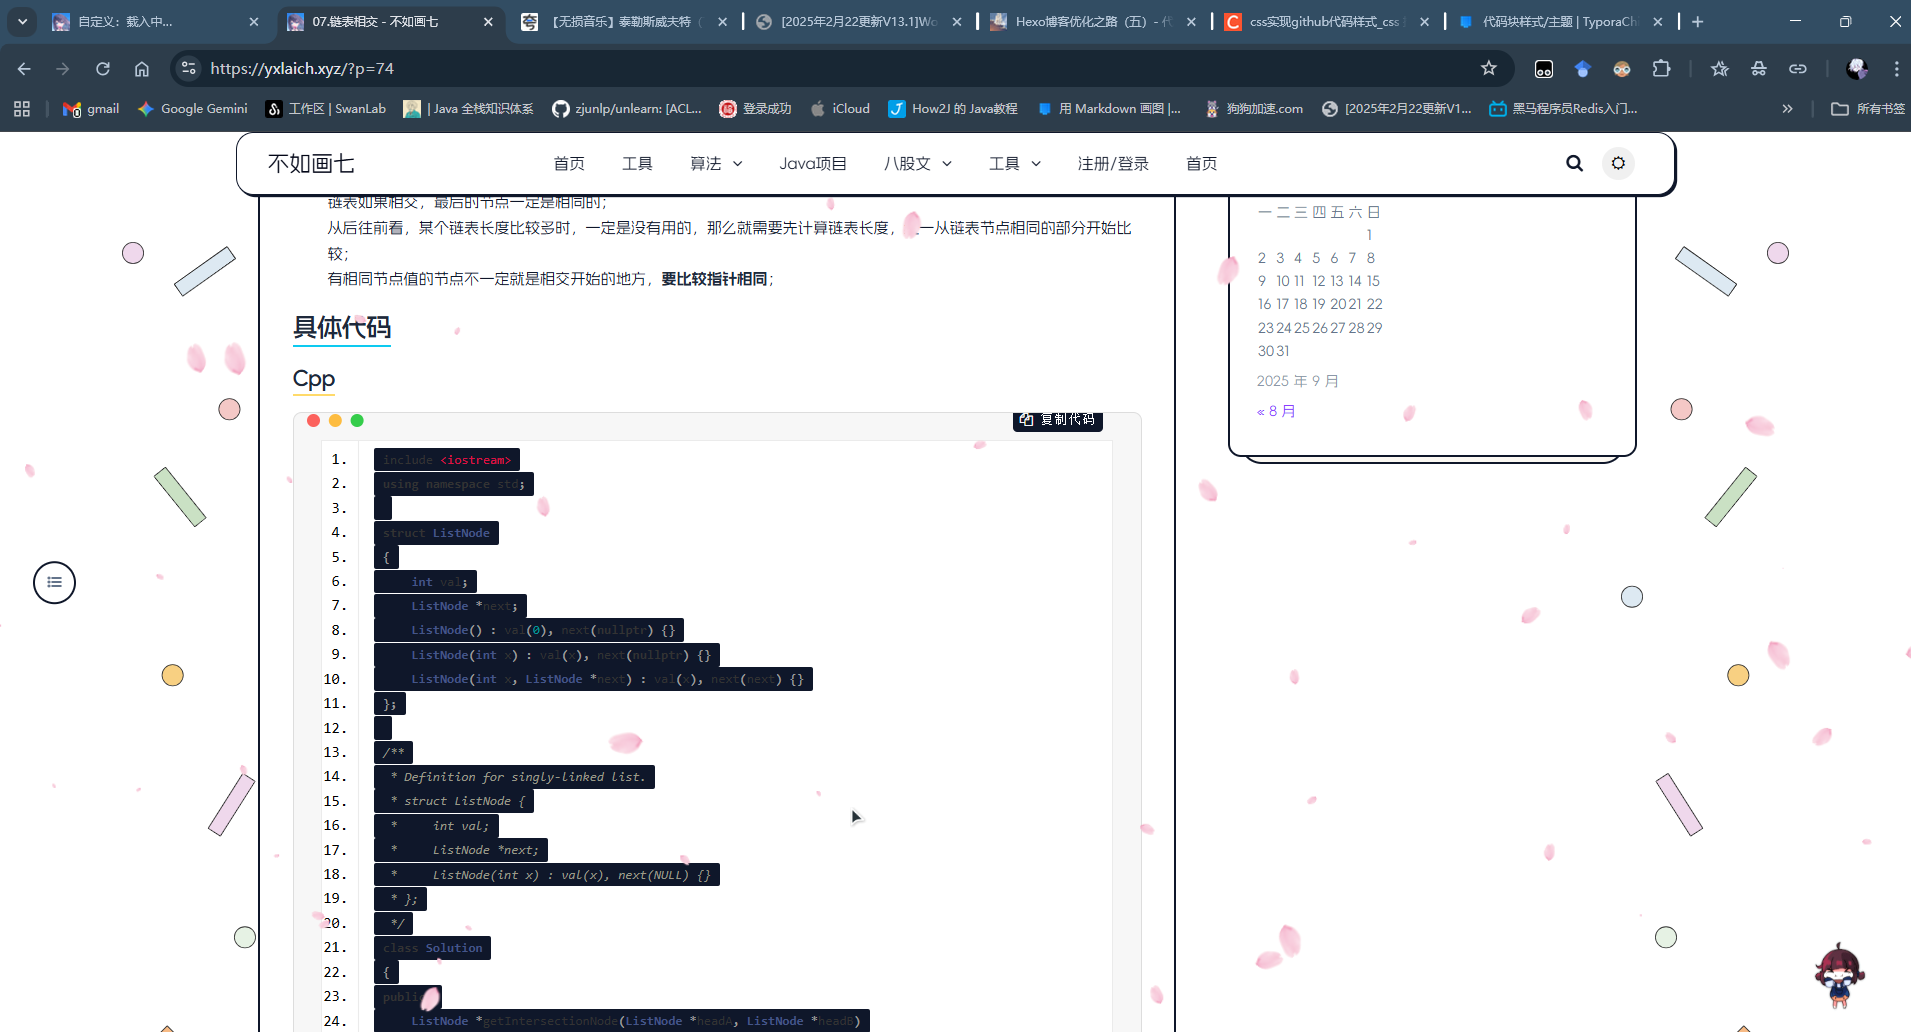 自定义：载入中...
07.链表相交 - 不如画七
【无损音乐】泰勒斯威夫特
[2025年2月22更新V13.1]Wo
Hexo博客优化之路（五）- 代
css实现github代码样式_css
代码块样式/主题 | TyporaCh
https://yxlaich.xyz/?p=74
gmail
Google Gemini
工作区 | SwanLab
| Java 全栈知识体系
zjunlp/unlearn: [ACL...
登录成功
iCloud
How2J 的 Java教程
用 Markdown 画图 |...
狗狗加速.com
[2025年2月22更新V1...
黑马程序员Redis入门...
»
所有书签
不如画七
首页
工具
算法
Java项目
八股文
工具
注册/登录
首页
链表如果相交，最后的节点一定是相同的；
从后往前看，某个链表长度比较多时，一定是没有用的，那么就需要先计算链表长度，一从链表节点相同的部分开始比
较；
有相同节点值的节点不一定就是相交开始的地方，要比较指针相同；
具体代码
Cpp
复制代码
1. include <iostream>
2. using namespace std;
3.
4. struct ListNode
5. {
6. int val;
7. ListNode *next;
8. ListNode() : val(0), next(nullptr) {}
9. ListNode(int x) : val(x), next(nullptr) {}
10. ListNode(int x, ListNode *next) : val(x), next(next) {}
11. };
12.
13. /**
14. * Definition for singly-linked list.
15. * struct ListNode {
16. * int val;
17. * ListNode *next;
18. * ListNode(int x) : val(x), next(NULL) {}
19. * };
20. */
21. class Solution
22. {
23. public
24. ListNode *getIntersectionNode(ListNode *headA, ListNode *headB)
一 二 三 四 五 六 日
1
2 3 4 5 6 7 8
9 10 11 12 13 14 15
16 17 18 19 20 21 22
23 24 25 26 27 28 29
30 31
2025 年 9 月
« 8 月